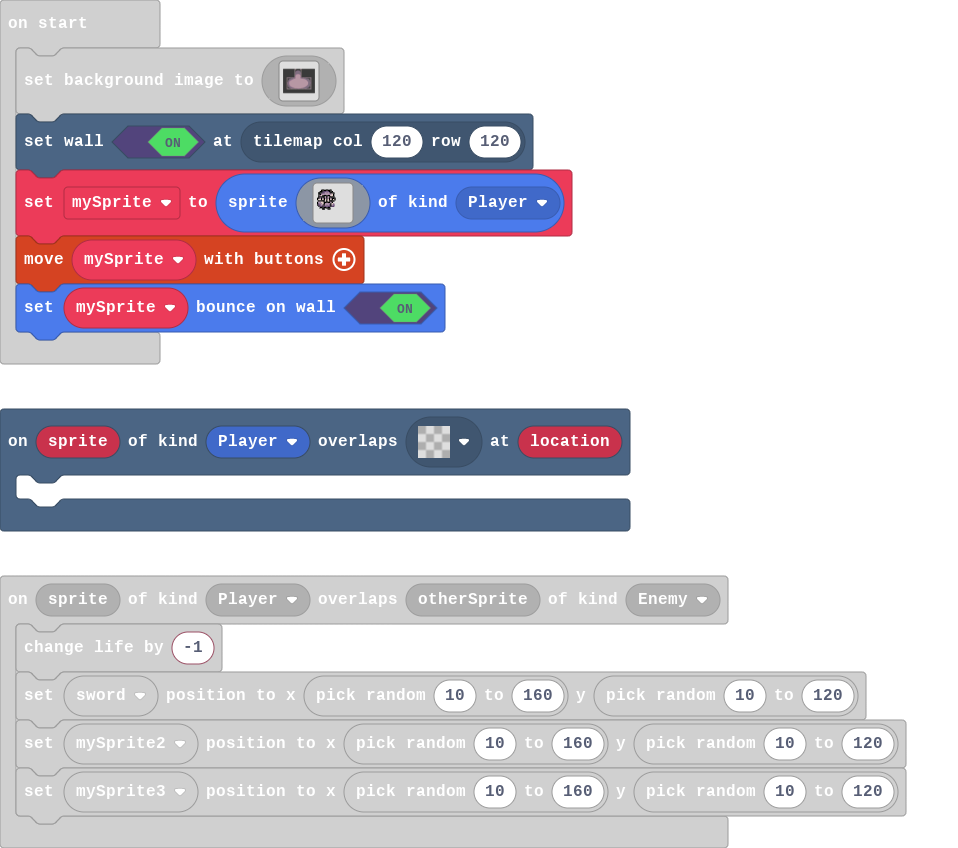 on start
set background image to
set wall ON at tilemap col 120 row 120
set mySprite to sprite of kind Player
move mySprite with buttons
set mySprite bounce on wall ON
on sprite of kind Player overlaps at location
on sprite of kind Player overlaps otherSprite of kind Enemy
change life by -1
set sword position to x pick random 10 to 160 y pick random 10 to 120
set mySprite2 position to x pick random 10 to 160 y pick random 10 to 120
set mySprite3 position to x pick random 10 to 160 y pick random 10 to 120